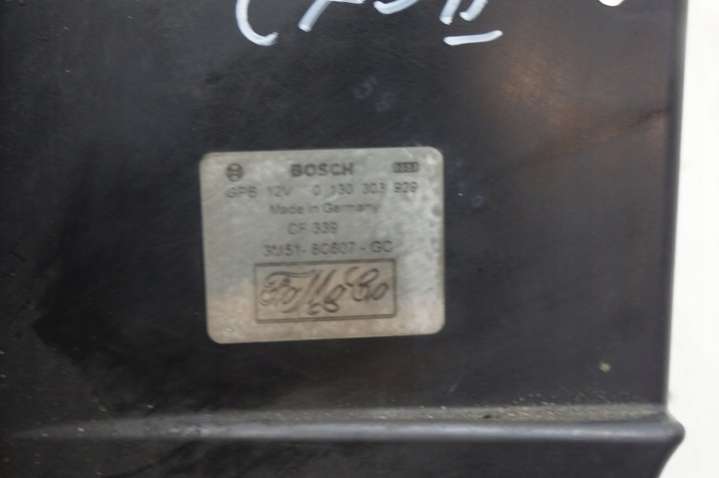 BOSCH
GPB 12V 0 130 303 929
Made in Germany
CF 339
3M51-8C607-GC
FoMoCo